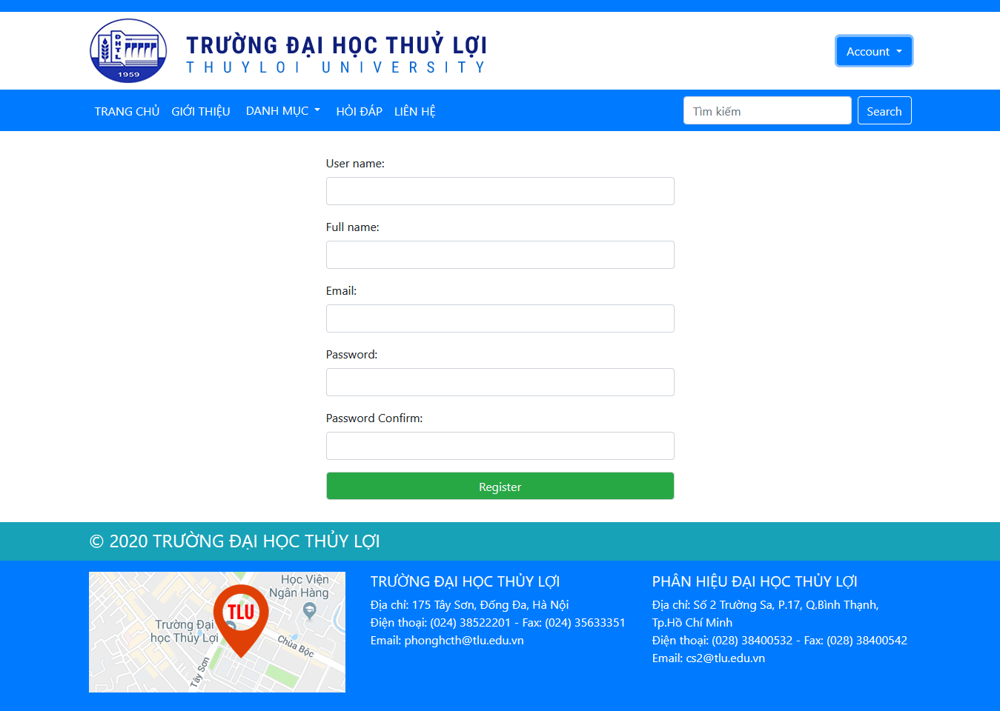 ĐHTL
1959
TRƯỜNG ĐẠI HỌC THUỶ LỢI
THUYLOI UNIVERSITY
Account
TRANG CHỦ GIỚI THIỆU DANH MỤC HỎI ĐÁP LIÊN HỆ
Tìm kiếm
Search
User name:
Full name:
Email:
Password:
Password Confirm:
Register
© 2020 TRƯỜNG ĐẠI HỌC THỦY LỢI
Học Viện
Ngân Hàng
TLU
Trường Đại
học Thủy Lợi
Chùa Bộc
Tây Sơn
TRƯỜNG ĐẠI HỌC THỦY LỢI
Địa chỉ: 175 Tây Sơn, Đống Đa, Hà Nội
Điện thoại: (024) 38522201 - Fax: (024) 35633351
Email: phonghcth@tlu.edu.vn
PHÂN HIỆU ĐẠI HỌC THỦY LỢI
Địa chỉ: Số 2 Trường Sa, P.17, Q.Bình Thạnh,
Tp.Hồ Chí Minh
Điện thoại: (028) 38400532 - Fax: (028) 38400542
Email: cs2@tlu.edu.vn